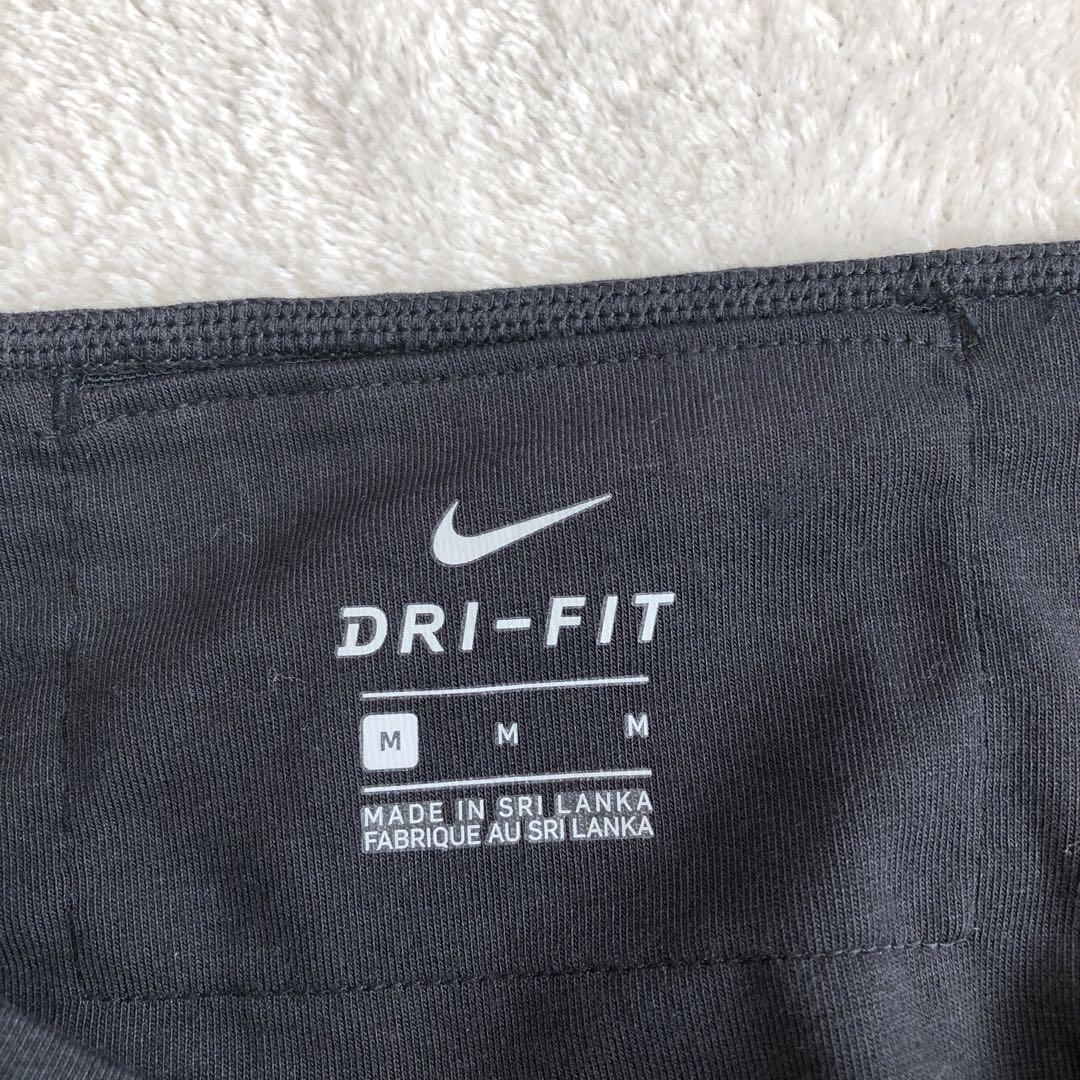 DRI-FIT
M M M
MADE IN SRI LANKA
FABRIQUE AU SRI LANKA